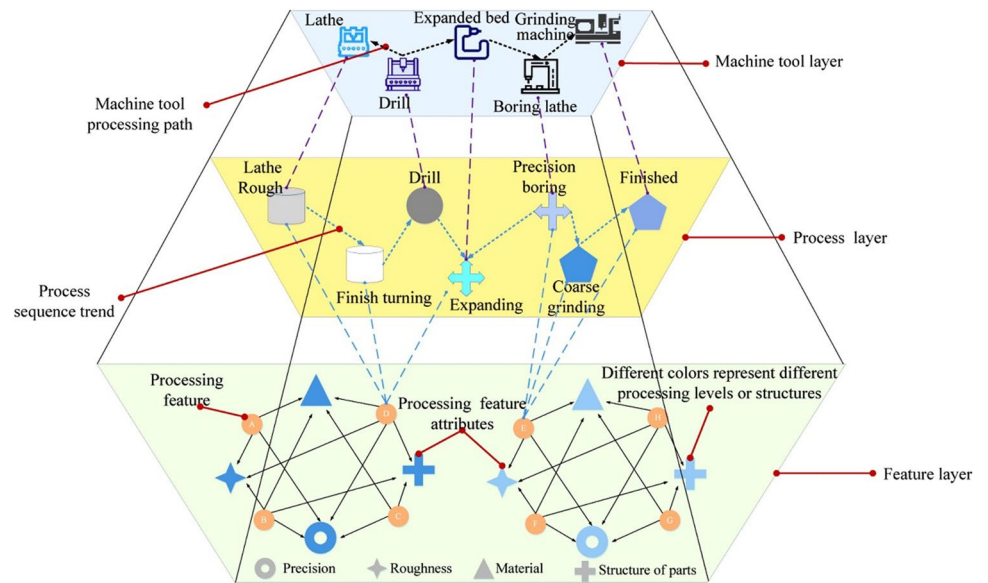 Lathe
Expanded bed
Grinding
machine
Drill
Boring lathe
Machine tool layer
Machine tool
processing path
Lathe
Rough
Drill
Precision
boring
Finished
Process layer
Process
sequence trend
Finish turning
Expanding
Coarse
grinding
Processing
feature
Processing feature
attributes
Different colors represent different
processing levels or structures
A
D
E
H
Feature layer
B
C
F
G
Precision
Roughness
Material
Structure of parts